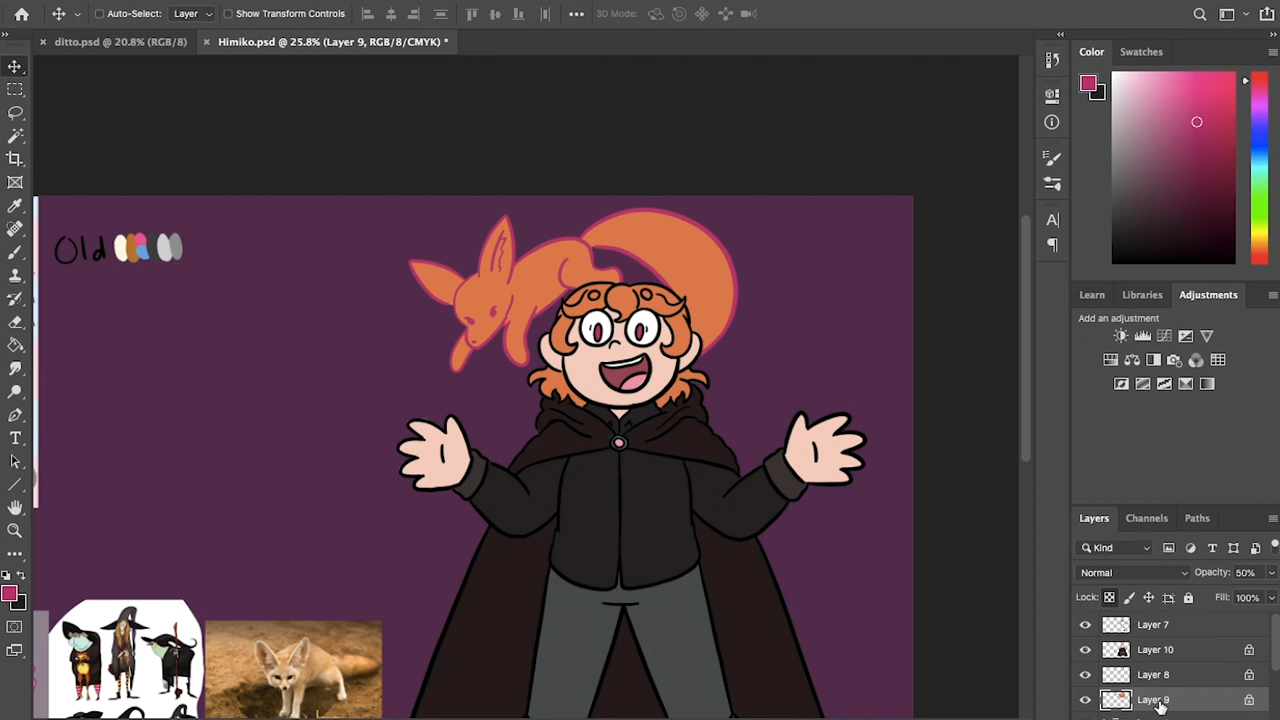 Auto-Select: Layer Show Transform Controls 3D Mode:
ditto.psd @ 20.8% (RGB/8) Himiko.psd @ 25.8% (Layer 9, RGB/8/CMYK) *
Color Swatches
Old
Learn Libraries Adjustments
Add an adjustment
Layers Channels Paths
Kind
Normal Opacity: 50%
Lock: Fill: 100%
Layer 7
Layer 10
Layer 8
Layer 9